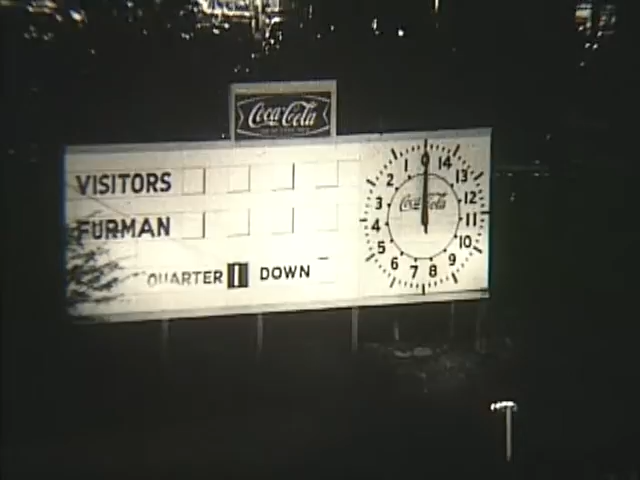 Coca-Cola
VISITORS
FURMAN
QUARTER 1 DOWN
0 14 13 12 11 10 9 8 7 6 5 4 3 2 1
Coca-Cola